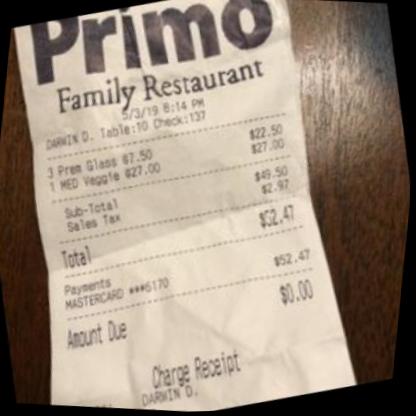 Primo
Family Restaurant
5/3/19 8:14 PM
DARWIN D. Table:10 Check:137
3 Prem Glass @7.50 $22.50
1 MED Veggie @27.00 $27.00
Sub-Total $49.50
Sales Tax $2.97
Total $52.47
Payments
MASTERCARD ***6170 $52.47
Amount Due $0.00
Charge Receipt
DARWIN D.